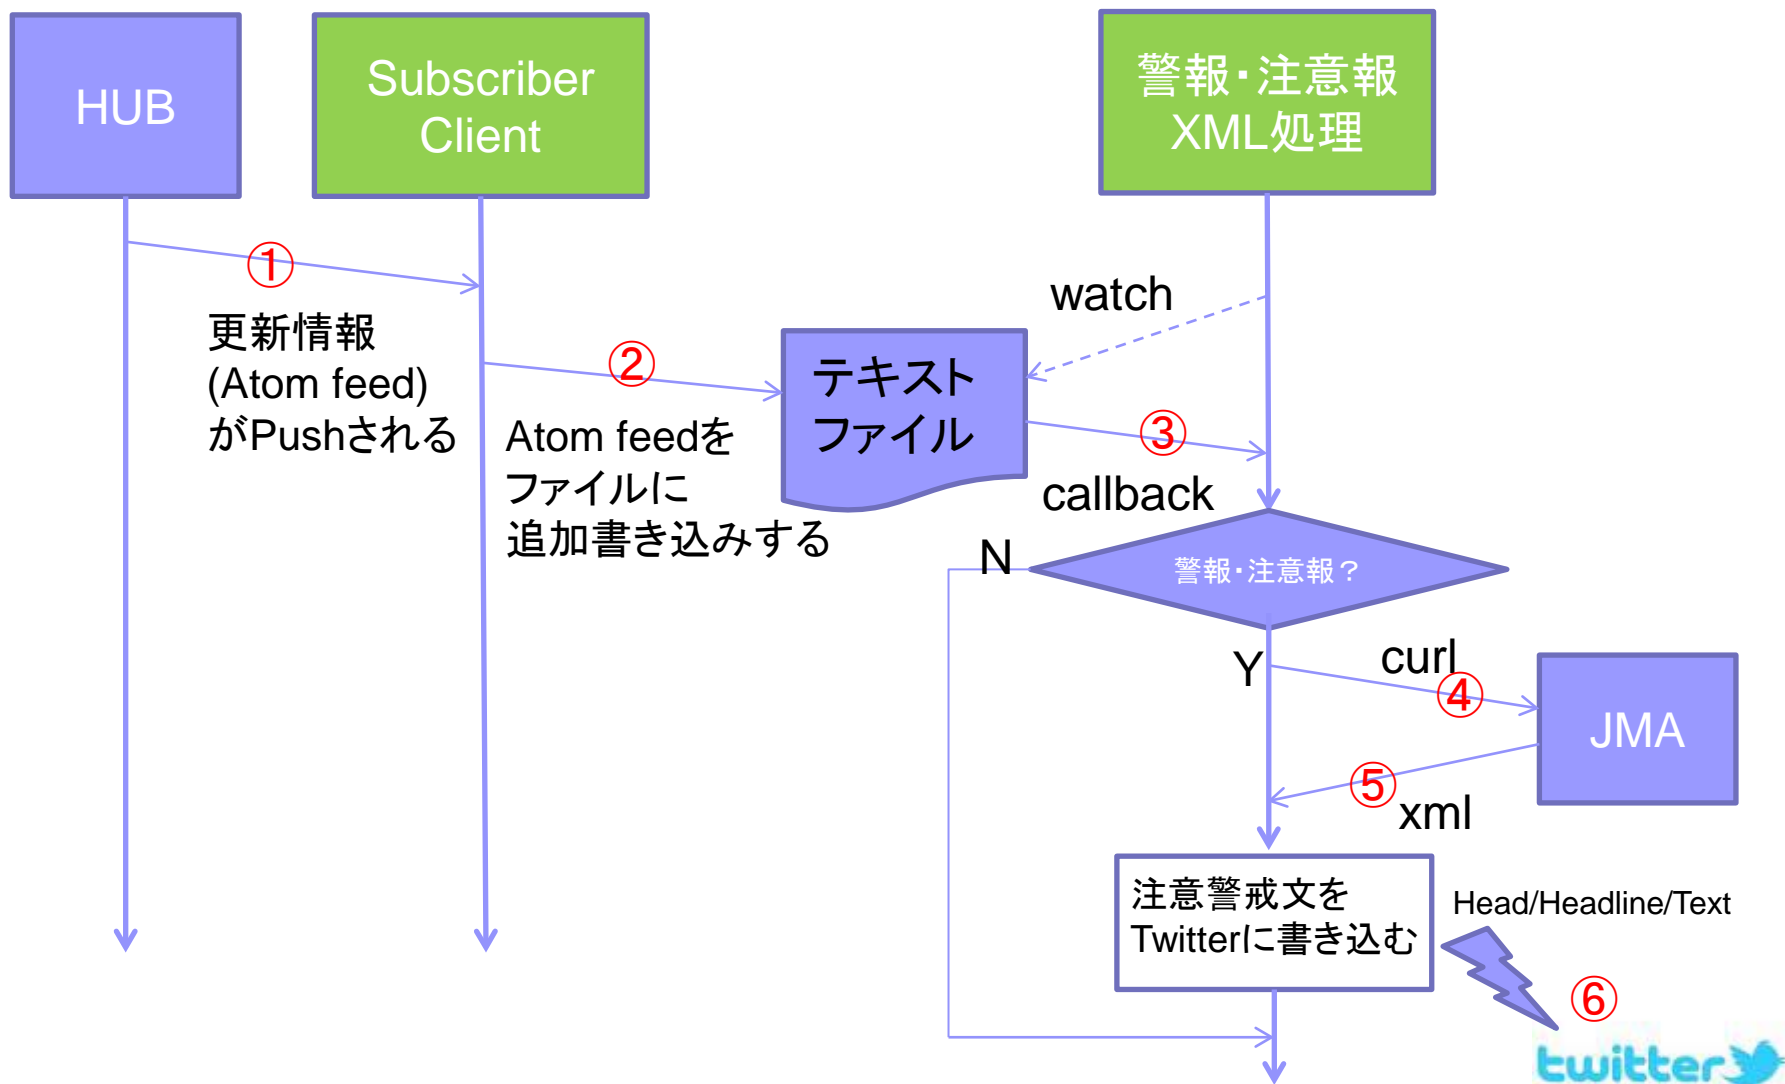 HUB
Subscriber
Client
警報・注意報
XML処理
①
更新情報
(Atom feed)
がPushされる
②
Atom feedを
ファイルに
追加書き込みする
テキスト
ファイル
watch
③
callback
警報・注意報？
N
Y
curl
④
JMA
⑤
xml
注意警戒文を
Twitterに書き込む
Head/Headline/Text
⑥
twitter